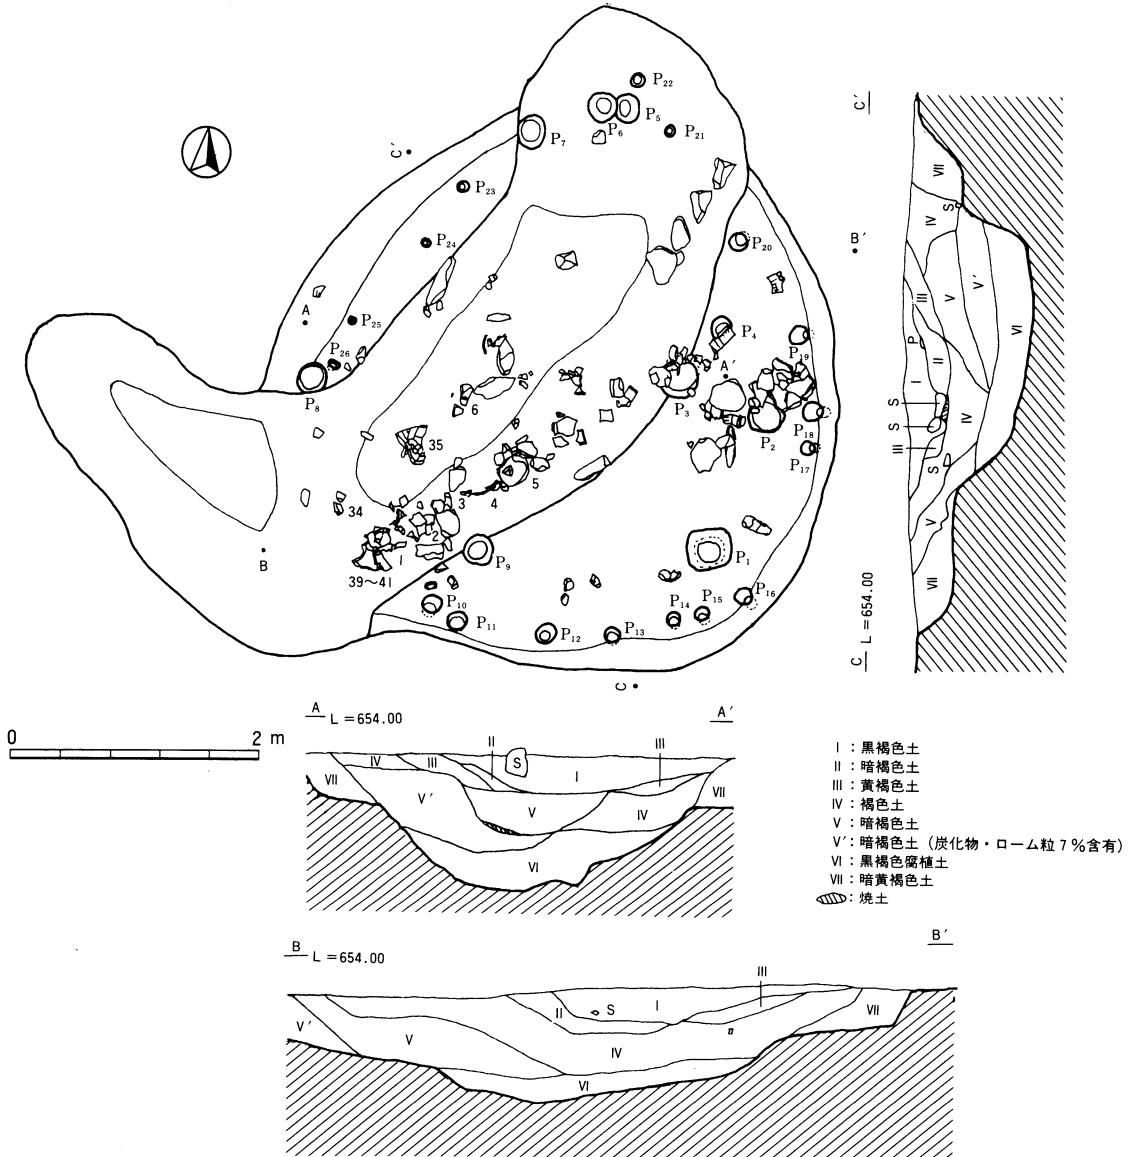 P₂₂
P₅
P₆
P₂₁
P₇
C′
P₂₃
P₂₄
P₂₀
A
P₂₅
P₂₆
P₈
P₄
P₁₉
A′
P₃
P₂
P₁₈
P₁₇
6
35
5
4
3
34
2
1
39～41
B
P₉
P₁
P₁₀
P₁₁
P₁₂
P₁₃
P₁₄
P₁₅
P₁₆
C
C′
B′
VII
S
IV
III
V
V′
VI
P
II
I
S
S
IV
III
S
V
VII
C L＝654.00
0 2 m
A L＝654.00 A′
II
III
S
IV
III
I
VII
VII
V′
V
IV
VI
I：黒褐色土
II：暗褐色土
III：黄褐色土
IV：褐色土
V：暗褐色土
V′：暗褐色土（炭化物・ローム粒７％含有）
VI：黒褐色腐植土
VII：暗黄褐色土
：焼土
B L＝654.00 B′
III
I
S
II
VII
V′
V
IV
VI